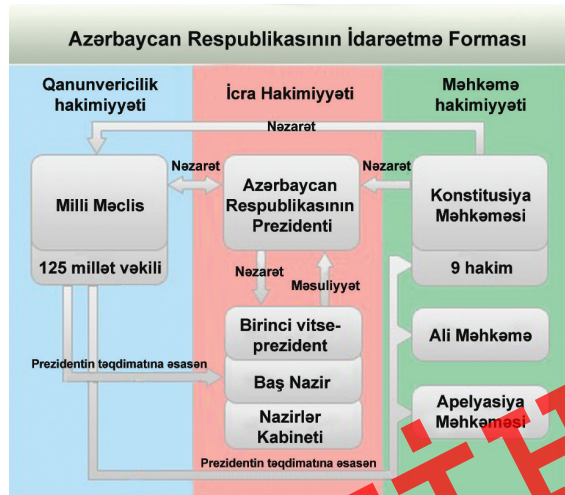 Azərbaycan Respublikasının İdarəetmə Forması
Qanunvericilik
hakimiyyəti
İcra Hakimiyyəti
Məhkəmə
hakimiyyəti
Nəzarət
Nəzarət
Nəzarət
Milli Məclis
125 millət vəkili
Azərbaycan
Respublikasının
Prezidenti
Konstitusiya
Məhkəməsi
9 hakim
Nəzarət
Məsuliyyət
Birinci vitse-
prezident
Baş Nazir
Nazirlər
Kabineti
Ali Məhkəmə
Apelyasiya
Məhkəməsi
Prezidentin təqdimatına əsasən
Prezidentin təqdimatına əsasən